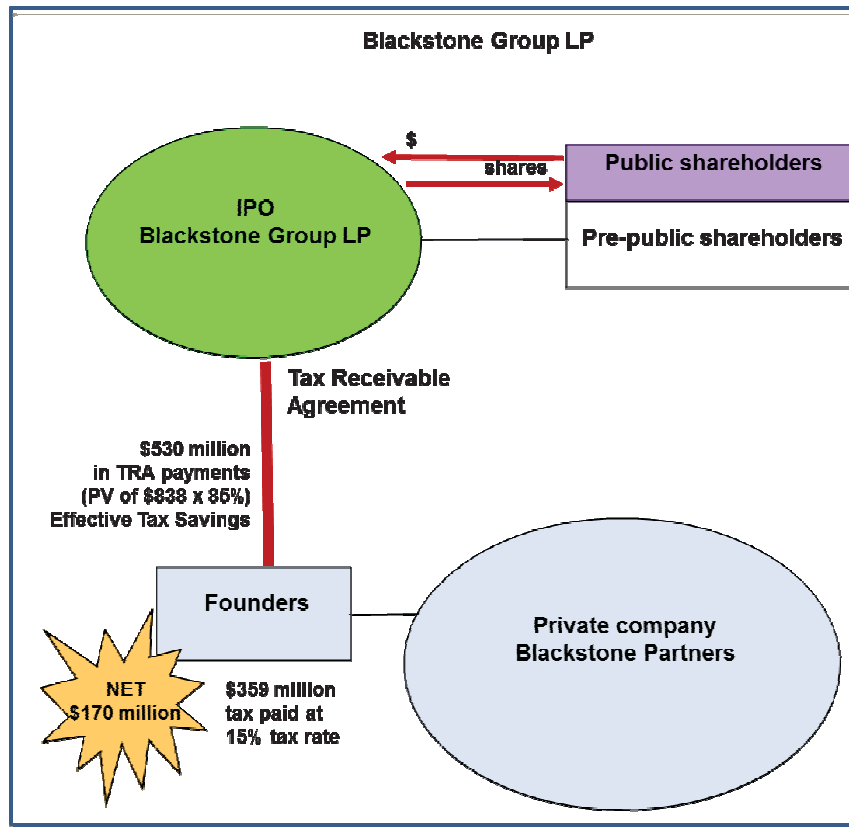 Blackstone Group LP
$
shares
Public shareholders
IPO
Blackstone Group LP
Pre-public shareholders
Tax Receivable
Agreement
$530 million
in TRA payments
(PV of $838 x 85%)
Effective Tax Savings
Founders
Private company
Blackstone Partners
NET
$170 million
$359 million
tax paid at
15% tax rate